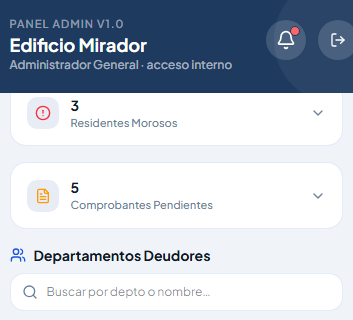 PANEL ADMIN V1.0
Edificio Mirador
Administrador General · acceso interno
3
Residentes Morosos
5
Comprobantes Pendientes
Departamentos Deudores
Buscar por depto o nombre...